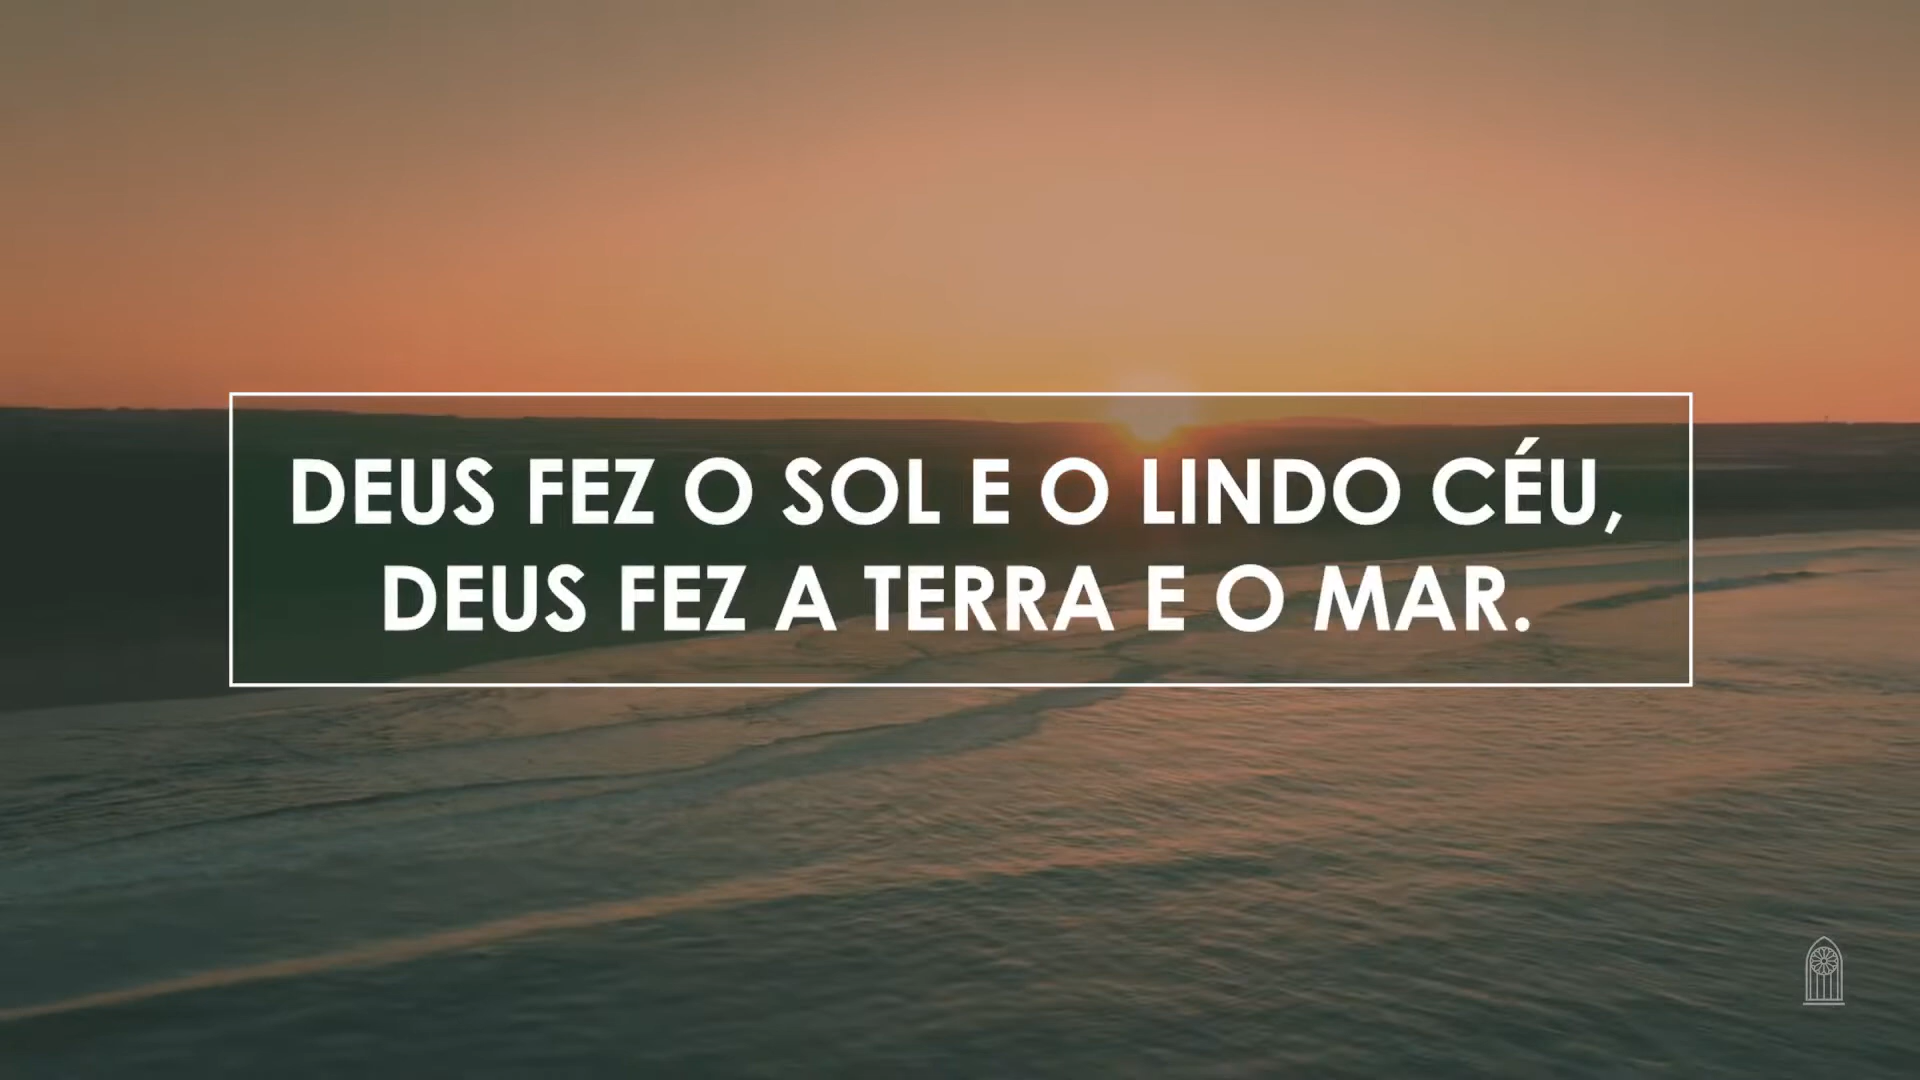 DEUS FEZ O SOL E O LINDO CÉU,
DEUS FEZ A TERRA E O MAR.